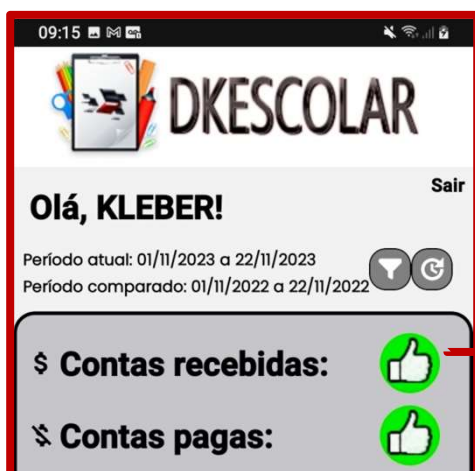 09:15
DKESCOLAR
Sair
Olá, KLEBER!
Período atual: 01/11/2023 a 22/11/2023
Período comparado: 01/11/2022 a 22/11/2022
$ Contas recebidas:
Contas pagas: